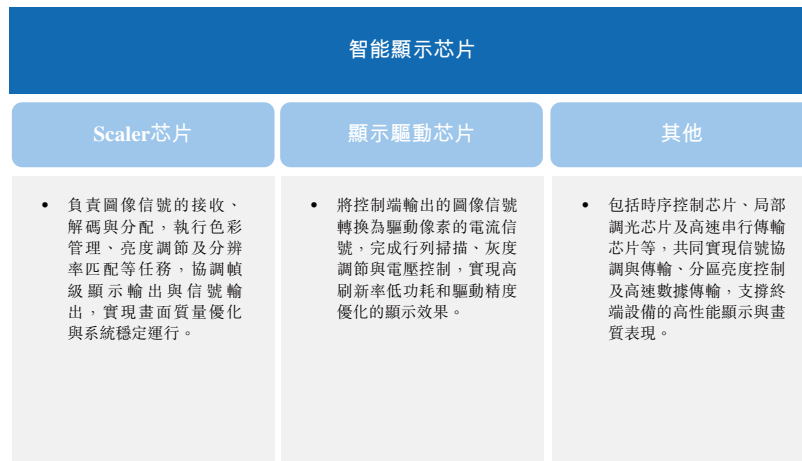 智能顯示芯片
Scaler芯片
顯示驅動芯片
其他
• 負責圖像信號的接收、
解碼與分配，執行色彩
管理、亮度調節及分辨
率匹配等任務，協調幀
級顯示輸出與信號輸
出，實現畫面質量優化
與系統穩定運行。
• 將控制端輸出的圖像信號
轉換為驅動像素的電流信
號，完成行列掃描、灰度
調節與電壓控制，實現高
刷新率低功耗和驅動精度
優化的顯示效果。
• 包括時序控制芯片、局部
調光芯片及高速串行傳輸
芯片等，共同實現信號協
調與傳輸、分區亮度控制
及高速數據傳輸，支撐終
端設備的高性能顯示與畫
質表現。